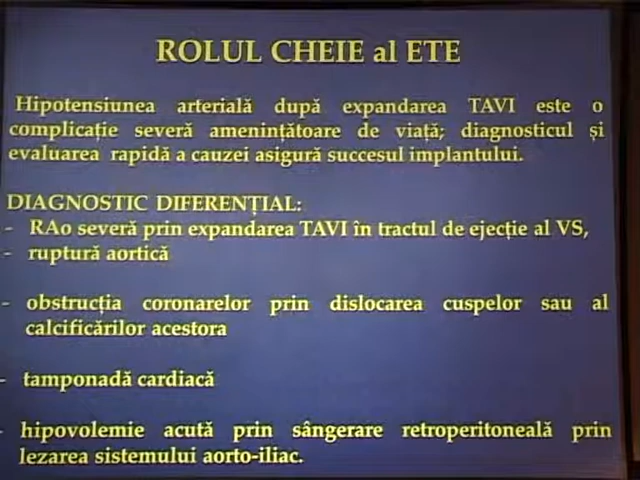 ROLUL CHEIE al ETE
Hipotensiunea arterială după expandarea TAVI este o
complicație severă amenințătoare de viață; diagnosticul și
evaluarea rapidă a cauzei asigură succesul implantului.
DIAGNOSTIC DIFERENȚIAL:
- RAo severă prin expandarea TAVI în tractul de ejecție al VS,
- ruptură aortică
- obstrucția coronarelor prin dislocarea cuspelor sau al
calcificărilor acestora
- tamponadă cardiacă
- hipovolemie acută prin sângerare retroperitoneală prin
lezarea sistemului aorto-iliac.